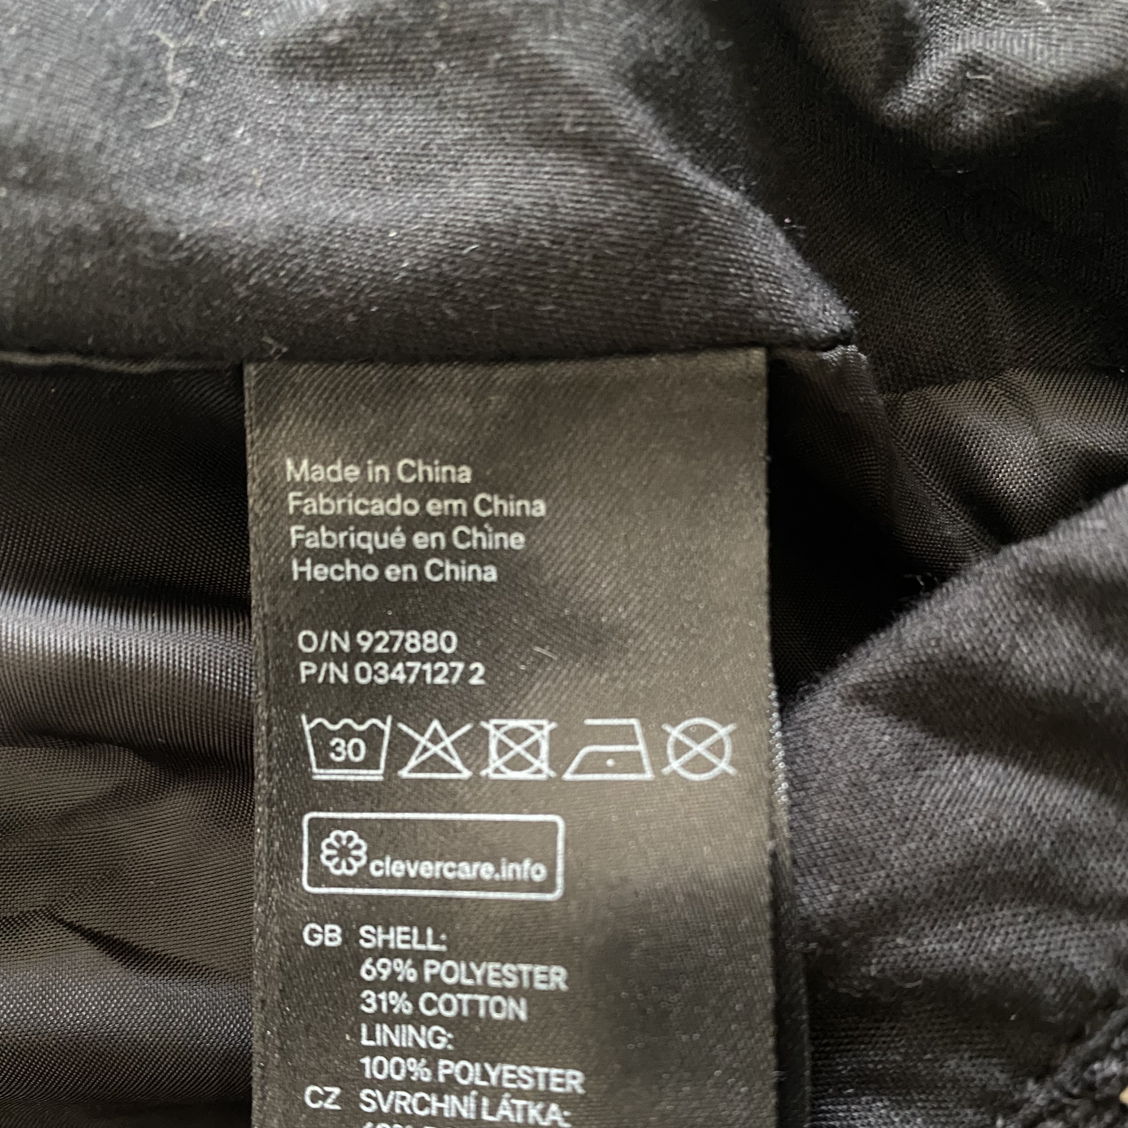 Made in China
Fabricado em China
Fabriqué en Chine
Hecho en China
O/N 927880
P/N 0347127 2
30
clevercare.info
GB SHELL:
69% POLYESTER
31% COTTON
LINING:
100% POLYESTER
CZ SVRCHNÍ LÁTKA: